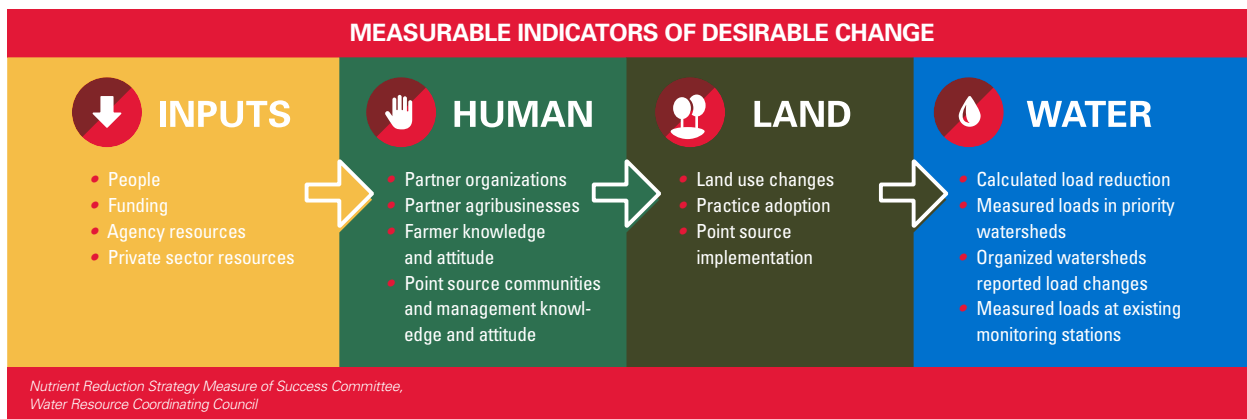 MEASURABLE INDICATORS OF DESIRABLE CHANGE
INPUTS
• People
• Funding
• Agency resources
• Private sector resources
HUMAN
• Partner organizations
• Partner agribusinesses
• Farmer knowledge
and attitude
• Point source communities
and management knowl-
edge and attitude
LAND
• Land use changes
• Practice adoption
• Point source
implementation
WATER
• Calculated load reduction
• Measured loads in priority
watersheds
• Organized watersheds
reported load changes
• Measured loads at existing
monitoring stations
Nutrient Reduction Strategy Measure of Success Committee,
Water Resource Coordinating Council